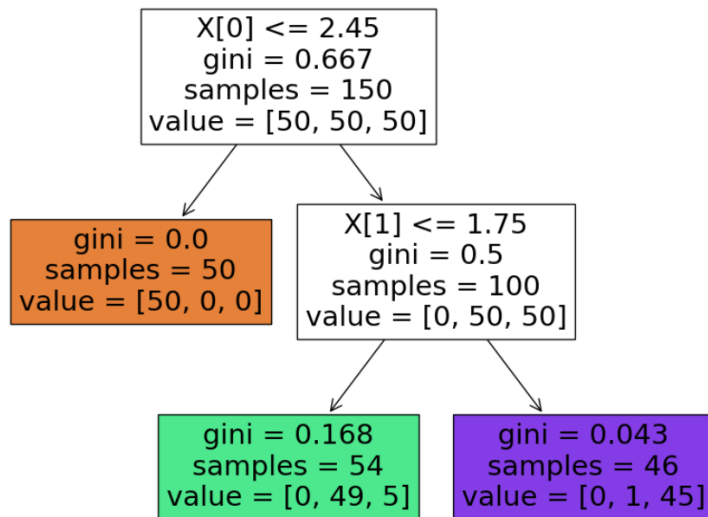 X[0] <= 2.45
gini = 0.667
samples = 150
value = [50, 50, 50]
gini = 0.0
samples = 50
value = [50, 0, 0]
X[1] <= 1.75
gini = 0.5
samples = 100
value = [0, 50, 50]
gini = 0.168
samples = 54
value = [0, 49, 5]
gini = 0.043
samples = 46
value = [0, 1, 45]